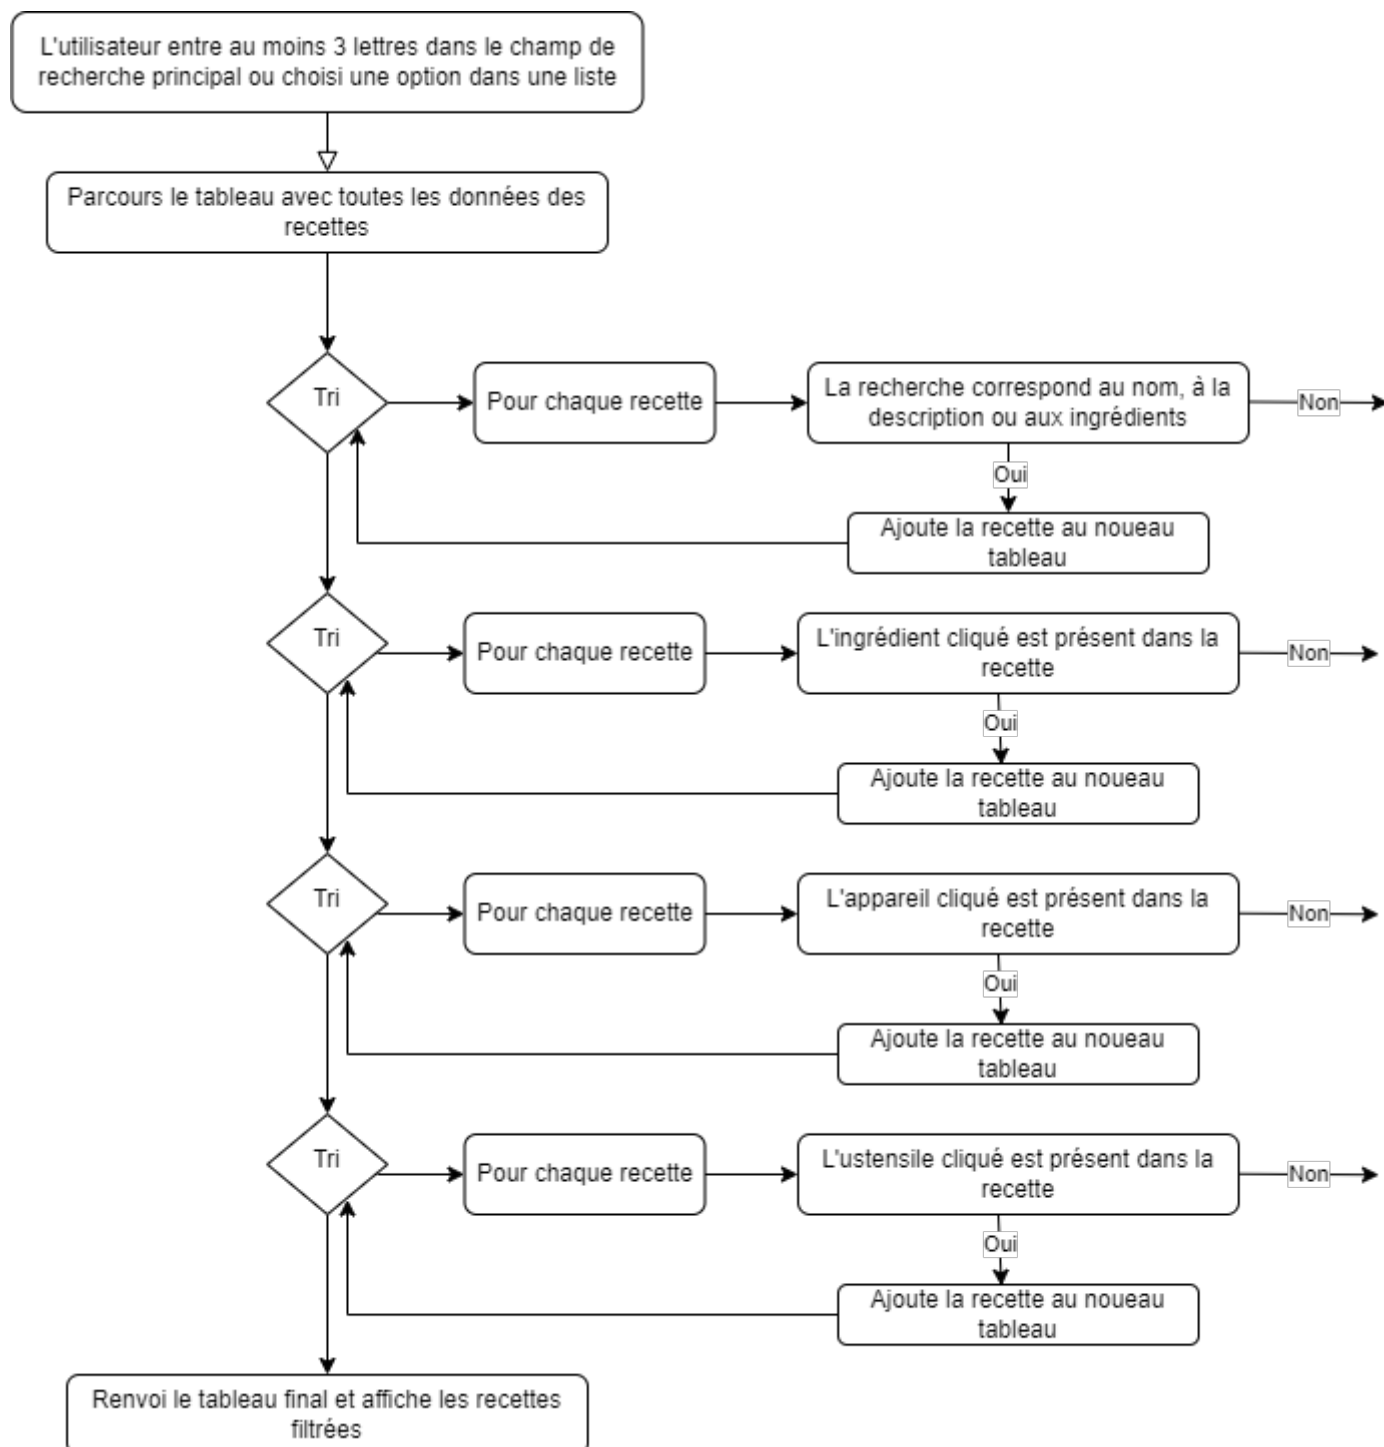 L'utilisateur entre au moins 3 lettres dans le champ de
recherche principal ou choisi une option dans une liste
Parcours le tableau avec toutes les données des
recettes
Tri
Pour chaque recette
La recherche correspond au nom, à la
description ou aux ingrédients
Non
Oui
Ajoute la recette au noueau
tableau
Tri
Pour chaque recette
L'ingrédient cliqué est présent dans la
recette
Non
Oui
Ajoute la recette au noueau
tableau
Tri
Pour chaque recette
L'appareil cliqué est présent dans la
recette
Non
Oui
Ajoute la recette au noueau
tableau
Tri
Pour chaque recette
L'ustensile cliqué est présent dans la
recette
Non
Oui
Ajoute la recette au noueau
tableau
Renvoi le tableau final et affiche les recettes
filtrées